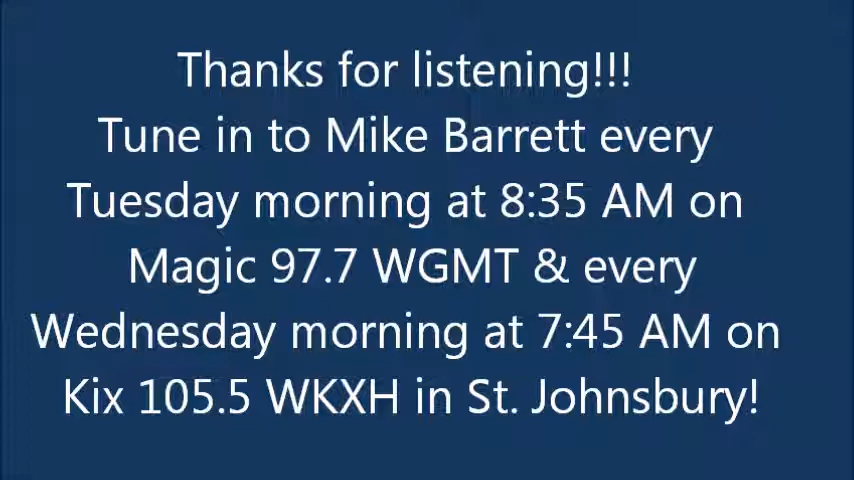 Thanks for listening!!!
Tune in to Mike Barrett every
Tuesday morning at 8:35 AM on
Magic 97.7 WGMT & every
Wednesday morning at 7:45 AM on
Kix 105.5 WKXH in St. Johnsbury!